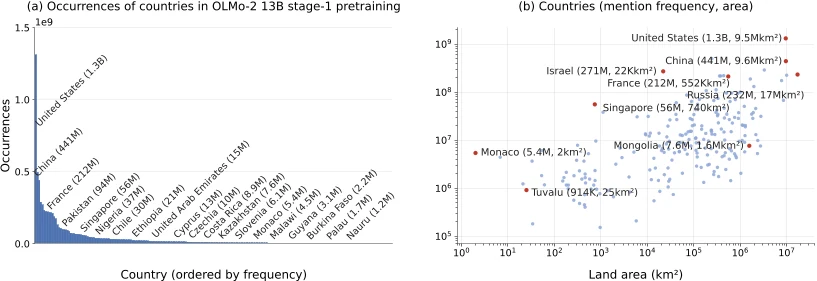 (a) Occurrences of countries in OLMo-2 13B stage-1 pretraining
1e9
1.5
1.0
0.5
0.0
Occurrences
United States (1.3B)
China (441M)
France (212M)
Pakistan (94M)
Singapore (56M)
Nigeria (37M)
Chile (30M)
Ethiopia (21M)
United Arab Emirates (15M)
Cyprus (13M)
Czechia (10M)
Costa Rica (8.9M)
Kazakhstan (7.6M)
Slovenia (6.1M)
Monaco (5.4M)
Malawi (4.5M)
Guyana (3.1M)
Burkina Faso (2.2M)
Palau (1.7M)
Nauru (1.2M)
Country (ordered by frequency)
(b) Countries (mention frequency, area)
10⁹
10⁸
10⁷
10⁶
10⁵
United States (1.3B, 9.5Mkm²)
China (441M, 9.6Mkm²)
Israel (271M, 22Kkm²)
France (212M, 552Kkm²)
Russia (232M, 17Mkm²)
Singapore (56M, 740km²)
Mongolia (7.6M, 1.6Mkm²)
Monaco (5.4M, 2km²)
Tuvalu (914K, 25km²)
10⁰ 10¹ 10² 10³ 10⁴ 10⁵ 10⁶ 10⁷
Land area (km²)